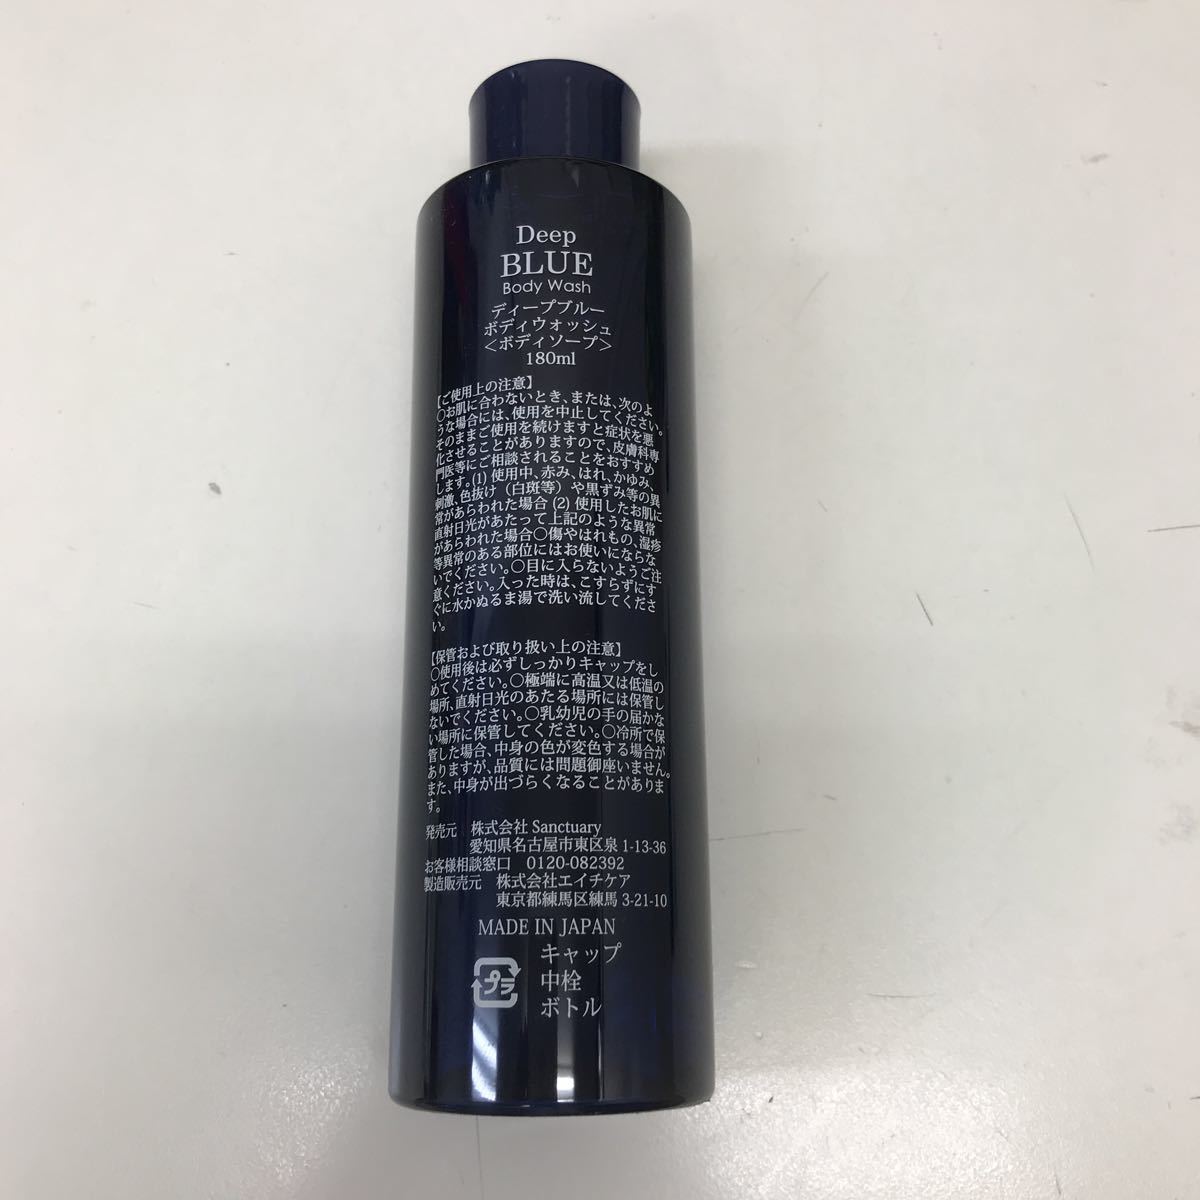 Deep
BLUE
Body Wash
ディープブルー
ボディウォッシュ
＜ボディソープ＞
180ml
【ご使用上の注意】
○お肌に合わないとき、または、次のよ
うな場合には、使用を中止してください。
そのままご使用を続けますと症状を悪
化させることがありますので、皮膚科専
門医等にご相談されることをおすすめ
します。(1) 使用中、赤み、はれ、かゆみ、
刺激、色抜け（白斑等）や黒ずみ等の異
常があらわれた場合 (2) 使用したお肌に
直射日光があたって上記のような異常
があらわれた場合○傷やはれもの、湿疹
等異常のある部位にはお使いにならな
いでください。○目に入らないようご注
意ください。入った時は、こすらずにす
ぐに水かぬるま湯で洗い流してくださ
い。
【保管および取り扱い上の注意】
○使用後は必ずしっかりキャップをし
めてください。○極端に高温又は低温の
場所、直射日光のあたる場所には保管し
ないでください。○乳幼児の手の届かな
い場所に保管してください。○冷所で保
管した場合、中身の色が変色する場合が
ありますが、品質には問題御座いません。
また、中身が出づらくなることがありま
す。
発売元　株式会社 Sanctuary
愛知県名古屋市東区泉 1-13-36
お客様相談窓口　0120-082392
製造販売元　株式会社エイチケア
東京都練馬区練馬 3-21-10
MADE IN JAPAN
キャップ
プラ 中栓
ボトル